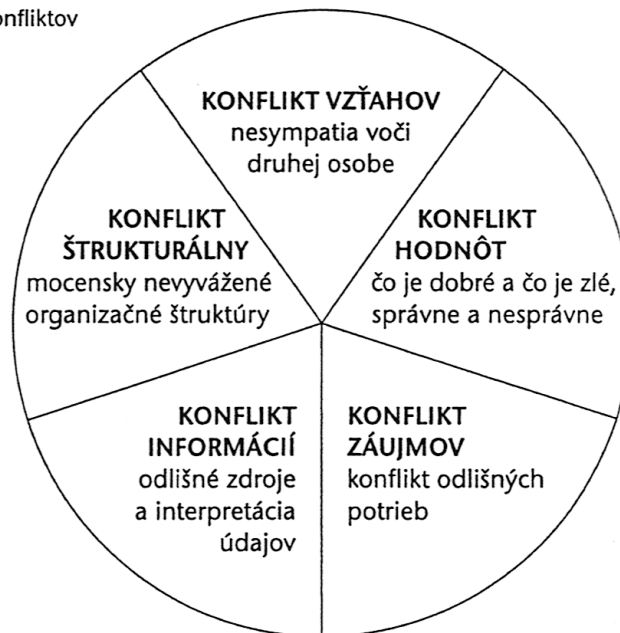 onfliktov
KONFLIKT VZŤAHOV
nesympatia voči
druhej osobe
KONFLIKT
ŠTRUKTURÁLNY
mocensky nevyvážené
organizačné štruktúry
KONFLIKT
HODNÔT
čo je dobré a čo je zlé,
správne a nesprávne
KONFLIKT
INFORMÁCIÍ
odlišné zdroje
a interpretácia
údajov
KONFLIKT
ZÁUJMOV
konflikt odlišných
potrieb